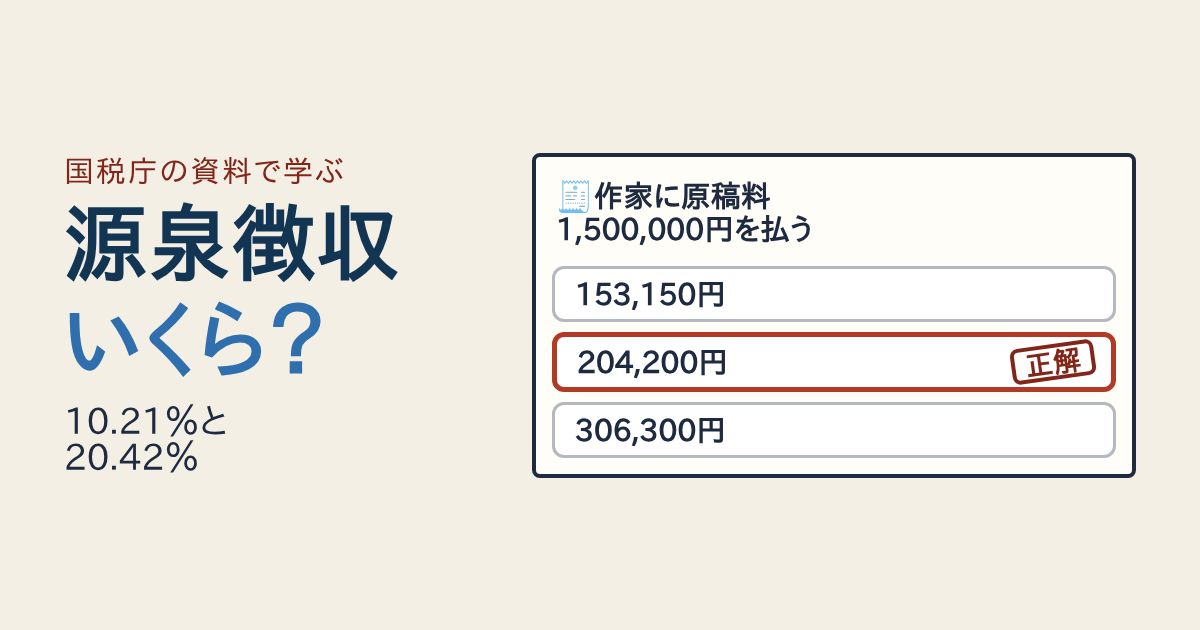 国税庁の資料で学ぶ
源泉徴収
いくら?
10.21%と
20.42%
🧾作家に原稿料
1,500,000円を払う
153,150円
204,200円
正解
306,300円